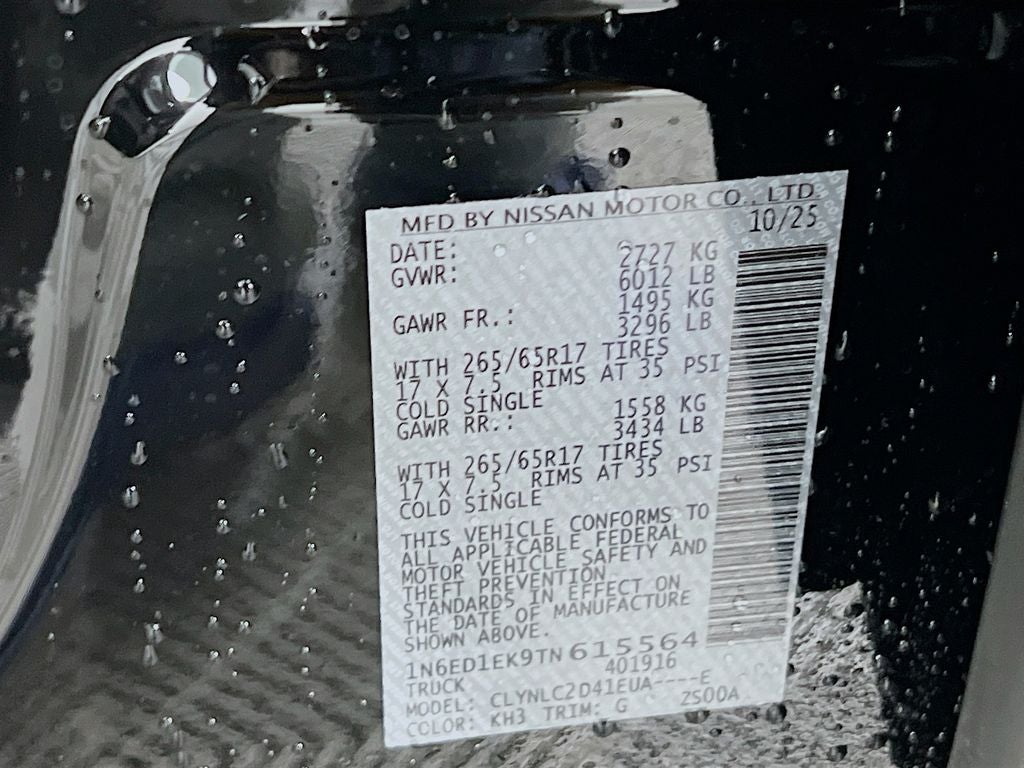 MFD BY NISSAN MOTOR CO., LTD.
DATE: 10/25
GVWR: 2727 KG
6012 LB
GAWR FR.: 1495 KG
3296 LB
WITH 265/65R17 TIRES
17 X 7.5 RIMS AT 35 PSI
COLD SINGLE
GAWR RR.: 1558 KG
3434 LB
WITH 265/65R17 TIRES
17 X 7.5 RIMS AT 35 PSI
COLD SINGLE
THIS VEHICLE CONFORMS TO
ALL APPLICABLE FEDERAL
MOTOR VEHICLE SAFETY AND
THEFT PREVENTION
STANDARDS IN EFFECT ON
THE DATE OF MANUFACTURE
SHOWN ABOVE.
1N6ED1EK9TN615564
TRUCK 401916
MODEL: CLYNLC2D41EUA----E
COLOR: KH3 TRIM: G ZS00A